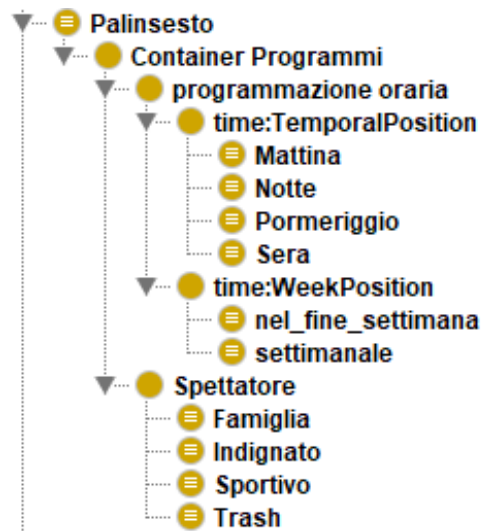 Palinsesto
Container Programmi
programmazione oraria
time:TemporalPosition
Mattina
Notte
Pormeriggio
Sera
time:WeekPosition
nel_fine_settimana
settimanale
Spettatore
Famiglia
Indignato
Sportivo
Trash